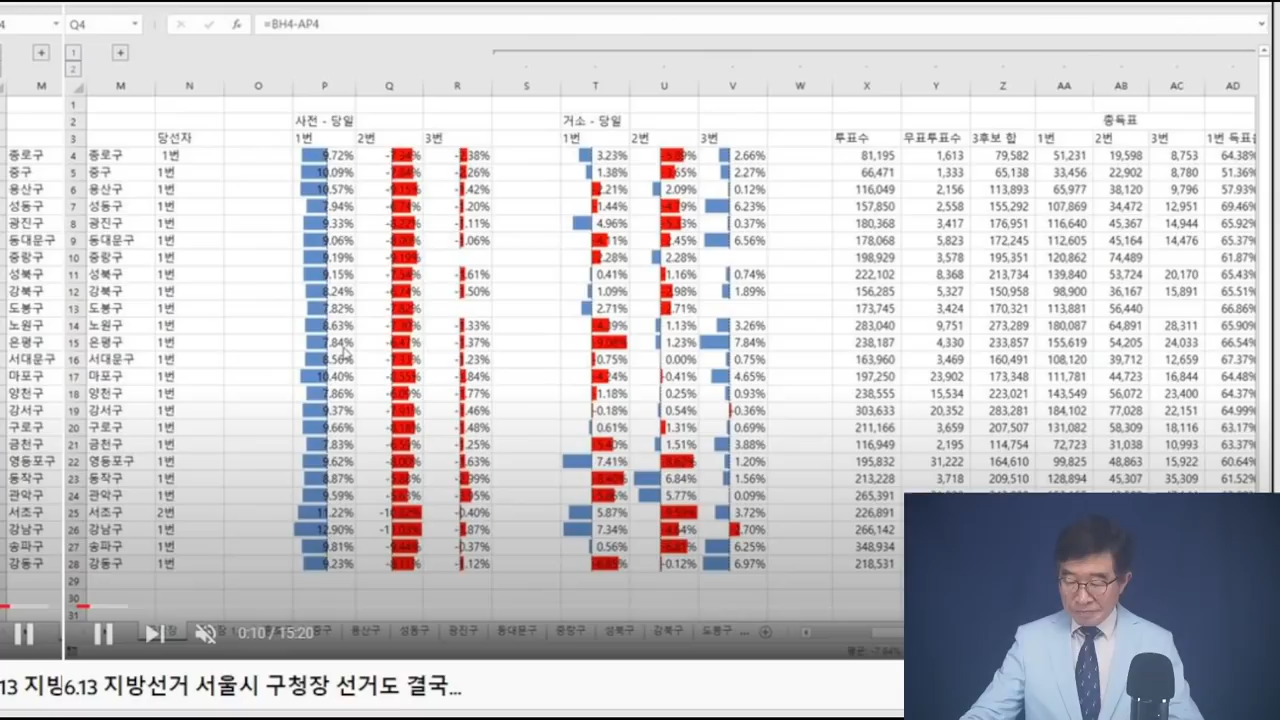 4 Q4 =BH4-AP4
1
2
M M N O P Q R S T U V W X Y Z AA AB AC AD
1
2 사전 - 당일 거소 - 당일 총득표
3 당선자 1번 2번 3번 1번 2번 3번 투표수 무효투표수 3후보 합 1번 2번 3번
종로구 4 종로구 1번 9.72% 3.23% 2.66% 81,195 1,613 79,582 51,231 19,598 8,753 64.38%
중구 5 중구 1번 10.09% 1.38% 2.27% 66,471 1,333 65,138 33,456 22,902 8,780 51.36%
용산구 6 용산구 1번 10.57% 2.09% 0.12% 116,049 2,156 113,893 65,977 38,120 9,796 57.93%
성동구 7 성동구 1번 7.94% 6.23% 157,850 2,558 155,292 107,869 34,472 12,951 69.46%
광진구 8 광진구 1번 9.33% 4.96% 0.37% 180,368 3,417 176,951 116,640 45,367 14,944 65.92%
동대문구 9 동대문구 1번 9.06% 6.56% 178,068 5,823 172,245 112,605 45,164 14,476 65.37%
중랑구 10 중랑구 1번 9.19% 2.28% 198,929 3,578 195,351 120,862 74,489 61.87%
성북구 11 성북구 1번 9.15% 0.41% 0.74% 222,102 8,368 213,734 139,840 53,724 20,170 65.43%
강북구 12 강북구 1번 8.24% 1.09% 1.89% 156,285 5,327 150,958 98,900 36,167 15,891 65.51%
도봉구 13 도봉구 1번 7.82% 2.71% 173,745 3,424 170,321 113,881 56,440 66.86%
노원구 14 노원구 1번 8.63% 1.13% 3.26% 283,040 9,751 273,289 180,087 64,891 28,311 65.90%
은평구 15 은평구 1번 7.84% 1.23% 7.84% 238,187 4,330 233,857 155,619 54,205 24,033 66.54%
서대문구 16 서대문구 1번 0.00% 0.75% 163,960 3,469 160,491 108,120 39,712 12,659 67.37%
마포구 17 마포구 1번 10.40% -0.41% 4.65% 197,250 23,902 173,348 111,781 44,723 16,844 64.48%
양천구 18 양천구 1번 7.86% 0.25% 0.93% 238,555 15,534 223,021 143,549 56,072 23,400 64.37%
강서구 19 강서구 1번 9.37% -0.18% 0.54% -0.36% 303,633 20,352 283,281 184,102 77,028 22,151 64.99%
구로구 20 구로구 1번 9.66% 0.61% 0.69% 211,166 3,659 207,507 131,082 58,309 18,116 63.17%
금천구 21 금천구 1번 7.83% 1.51% 3.88% 116,949 2,195 114,754 72,723 31,038 10,993 63.37%
영등포구 22 영등포구 1번 9.62% 7.41% 1.20% 195,832 31,222 164,610 99,825 48,863 15,922 60.64%
동작구 23 동작구 1번 8.87% 6.84% 1.56% 213,228 3,718 209,510 128,894 45,307 35,309 61.52%
관악구 24 관악구 1번 9.59% 5.77% 0.09% 265,391
서초구 25 서초구 2번 11.22% 5.87% 3.72% 226,891
강남구 26 강남구 1번 12.90% 7.34% 266,142
송파구 27 송파구 1번 9.81% 0.56% 6.25% 348,934
강동구 28 강동구 1번 9.23% -0.12% 6.97% 218,531
29
30
31
0:10 / 15:20 용산구 성동구 광진구 동대문구 중랑구 성북구 강북구 도봉구 ...
13 지방6.13 지방선거 서울시 구청장 선거도 결국...